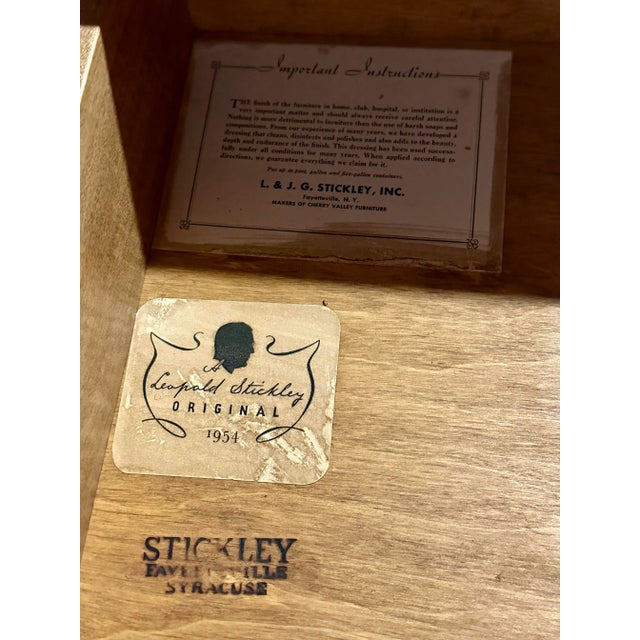 Important Instructions
THE finish of the furniture in home, club, hospital, or institution is a
very important matter and should always receive careful attention.
Nothing is more detrimental to furniture than the use of harsh soaps and
compositions. From our experience of many years, we have developed a
dressing that cleans, disinfects and polishes and also adds to the beauty,
depth and endurance of the finish. This dressing has been used success-
fully under all conditions for many years. When applied according to
directions, we guarantee everything we claim for it.
Put up in pint, gallon and five-gallon containers.
L. & J. G. STICKLEY, INC.
Fayetteville, N. Y.
MAKERS OF CHERRY VALLEY FURNITURE
A
Leopold Stickley
ORIGINAL
1954
STICKLEY
FAYETTEVILLE
SYRACUSE